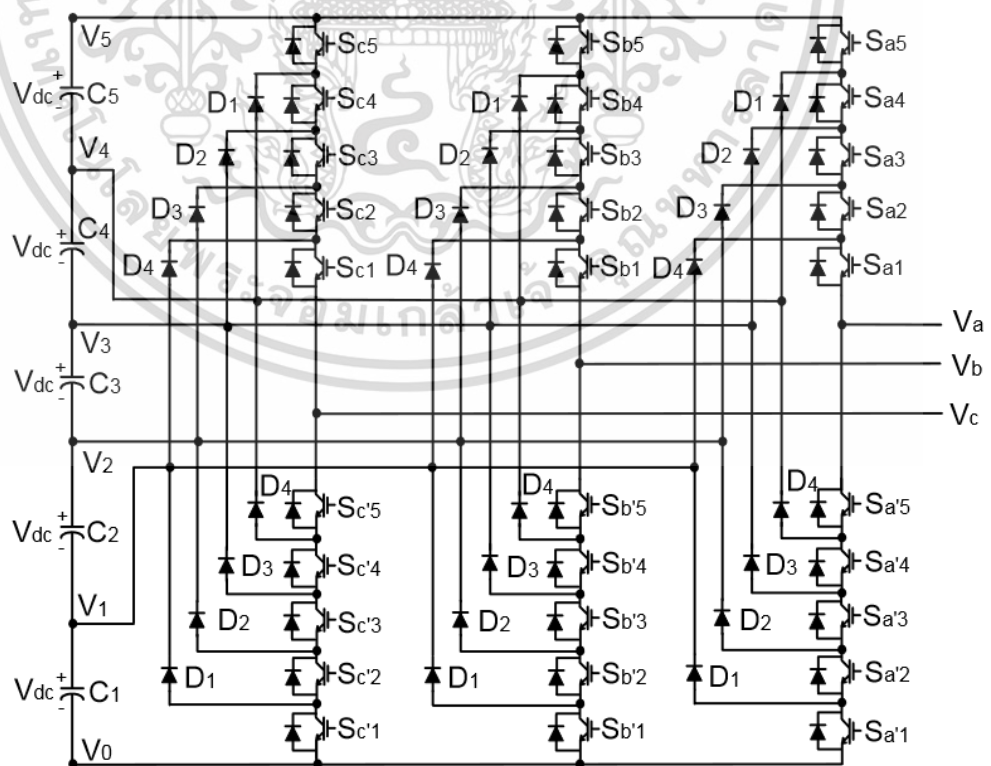 V5
Sc5
Sb5
Sa5
+
Vdc C5
-
D1
Sc4
D1
Sb4
D1
Sa4
V4
D2
Sc3
D2
Sb3
D2
Sa3
D3
Sc2
D3
Sb2
D3
Sa2
+
Vdc C4
-
D4
Sc1
D4
Sb1
D4
Sa1
V3
Va
+
Vdc C3
-
Vb
Vc
V2
D4
Sc'5
D4
Sb'5
D4
Sa'5
+
Vdc C2
-
D3
Sc'4
D3
Sb'4
D3
Sa'4
V1
D2
Sc'3
D2
Sb'3
D2
Sa'3
+
Vdc C1
-
D1
Sc'2
D1
Sb'2
D1
Sa'2
Sc'1
Sb'1
Sa'1
V0